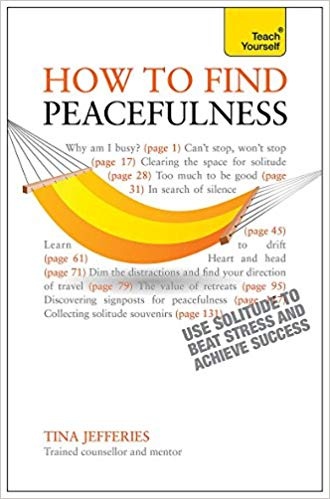 Teach®
Yourself
HOW TO FIND
PEACEFULNESS
Why am I busy? (page 1) Can't stop, won't stop
(page 17) Clearing the space for solitude
(page 28) Too much to be good (page
31) In search of silence
(page 45)
Learn to drift
(page 61) Heart and head
(page 71) Dim the distractions and find your direction
of travel (page 79) The value of retreats (page 95)
Discovering signposts for peacefulness (page
Collecting solitude souvenirs (page 131)
USE SOLITUDE TO
BEAT STRESS AND
ACHIEVE SUCCESS
TINA JEFFERIES
Trained counsellor and mentor